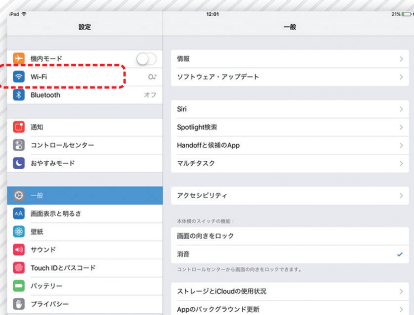 iPad 12:01 21%
設定
一般
機内モード
Wi-Fi
Bluetooth オフ
通知
コントロールセンター
おやすみモード
一般
画面表示と明るさ
壁紙
サウンド
Touch IDとパスコード
バッテリー
プライバシー
情報
ソフトウェア・アップデート
Siri
Spotlight検索
Handoffと候補のApp
マルチタスク
アクセシビリティ
本体横のスイッチの機能:
画面の向きをロック
消音
コントロールセンターから画面の向きをロックできます。
ストレージとiCloudの使用状況
Appのバックグラウンド更新